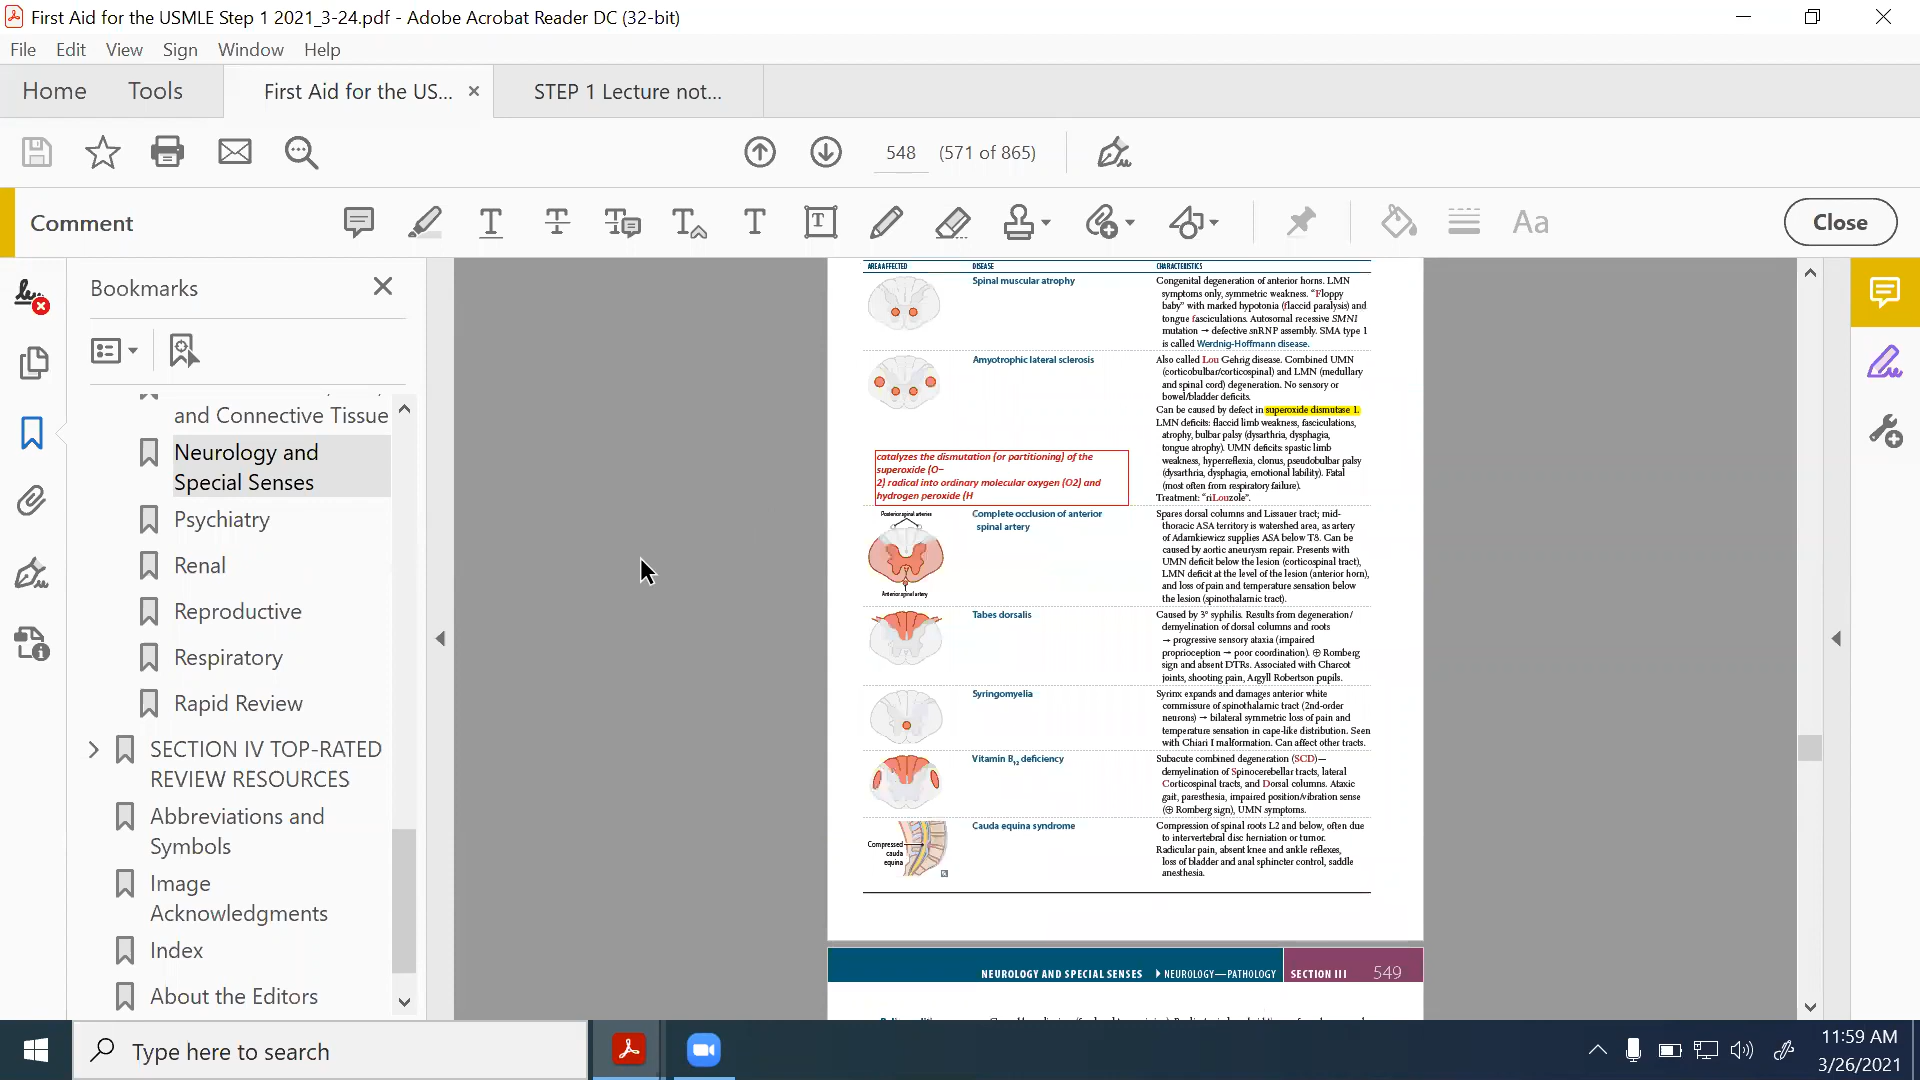 First Aid for the USMLE Step 1 2021_3-24.pdf - Adobe Acrobat Reader DC (32-bit)
File Edit View Sign Window Help
Home Tools First Aid for the US... × STEP 1 Lecture not...
548 (571 of 865)
Comment Aa Close
Bookmarks
and Connective Tissue
Neurology and
Special Senses
Psychiatry
Renal
Reproductive
Respiratory
Rapid Review
SECTION IV TOP-RATED
REVIEW RESOURCES
Abbreviations and
Symbols
Image
Acknowledgments
Index
About the Editors
AREA AFFECTED DISEASE CHARACTERISTICS
Spinal muscular atrophy
Congenital degeneration of anterior horns. LMN
symptoms only, symmetric weakness. “Floppy
baby” with marked hypotonia (flaccid paralysis) and
tongue fasciculations. Autosomal recessive SMN1
mutation → defective snRNP assembly. SMA type 1
is called Werdnig-Hoffmann disease.
Amyotrophic lateral sclerosis
Also called Lou Gehrig disease. Combined UMN
(corticobulbar/corticospinal) and LMN (medullary
and spinal cord) degeneration. No sensory or
bowel/bladder deficits.
Can be caused by defect in superoxide dismutase 1.
LMN deficits: flaccid limb weakness, fasciculations,
atrophy, bulbar palsy (dysarthria, dysphagia,
tongue atrophy). UMN deficits: spastic limb
weakness, hyperreflexia, clonus, pseudobulbar palsy
(dysarthria, dysphagia, emotional lability). Fatal
(most often from respiratory failure).
Treatment: “riLouzole”.
catalyzes the dismutation (or partitioning) of the
superoxide (O−
2) radical into ordinary molecular oxygen (O2) and
hydrogen peroxide (H
Posterior spinal arteries
Anterior spinal artery
Complete occlusion of anterior
spinal artery
Spares dorsal columns and Lissauer tract; mid-
thoracic ASA territory is watershed area, as artery
of Adamkiewicz supplies ASA below T8. Can be
caused by aortic aneurysm repair. Presents with
UMN deficit below the lesion (corticospinal tract),
LMN deficit at the level of the lesion (anterior horn),
and loss of pain and temperature sensation below
the lesion (spinothalamic tract).
Tabes dorsalis
Caused by 3° syphilis. Results from degeneration/
demyelination of dorsal columns and roots
→ progressive sensory ataxia (impaired
proprioception → poor coordination). ⊕ Romberg
sign and absent DTRs. Associated with Charcot
joints, shooting pain, Argyll Robertson pupils.
Syringomyelia
Syrinx expands and damages anterior white
commissure of spinothalamic tract (2nd-order
neurons) → bilateral symmetric loss of pain and
temperature sensation in cape-like distribution. Seen
with Chiari I malformation. Can affect other tracts.
Vitamin B12 deficiency
Subacute combined degeneration (SCD)—
demyelination of Spinocerebellar tracts, lateral
Corticospinal tracts, and Dorsal columns. Ataxic
gait, paresthesia, impaired position/vibration sense
(⊕ Romberg sign), UMN symptoms.
Compressed
cauda
equina
Cauda equina syndrome
Compression of spinal roots L2 and below, often due
to intervertebral disc herniation or tumor.
Radicular pain, absent knee and ankle reflexes,
loss of bladder and anal sphincter control, saddle
anesthesia.
NEUROLOGY AND SPECIAL SENSES ▶ NEUROLOGY—PATHOLOGY SECTION III 549
Type here to search
11:59 AM
3/26/2021